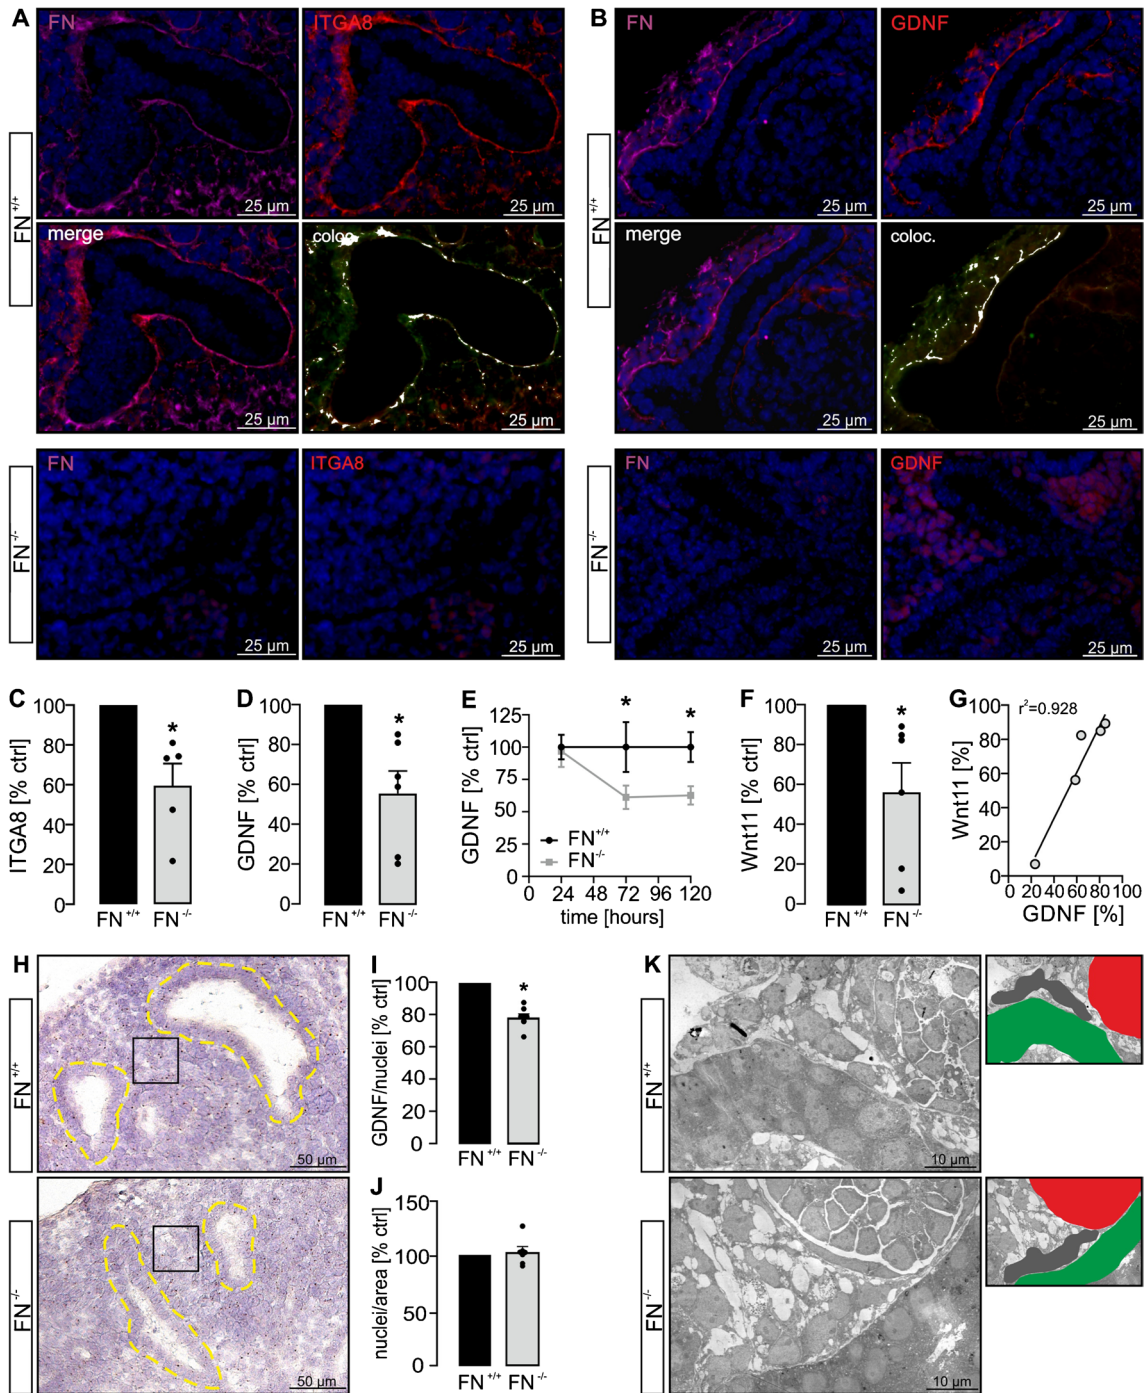 A
FN
ITGA8
25 µm
25 µm
FN+/+
merge
coloc.
25 µm
25 µm
FN
ITGA8
FN-/-
25 µm
25 µm
B
FN
GDNF
25 µm
25 µm
FN+/+
merge
coloc.
25 µm
25 µm
FN
GDNF
FN-/-
25 µm
25 µm
C
ITGA8 [% ctrl]
100
80
60
40
20
0
*
FN+/+ FN-/-
D
GDNF [% ctrl]
100
80
60
40
20
0
*
FN+/+ FN-/-
E
GDNF [% ctrl]
125
100
75
50
25
0
* *
FN+/+
FN-/-
0 24 48 72 96 120
time [hours]
F
Wnt11 [% ctrl]
100
80
60
40
20
0
*
FN+/+ FN-/-
G
r2=0.928
Wnt11 [%]
100
80
60
40
20
0
0 20 40 60 80 100
GDNF [%]
H
FN+/+
50 µm
FN-/-
50 µm
I
GDNF/nuclei [% ctrl]
100
80
60
40
20
0
*
FN+/+ FN-/-
J
nuclei/area [% ctrl]
150
100
50
0
FN+/+ FN-/-
K
FN+/+
10 µm
FN-/-
10 µm